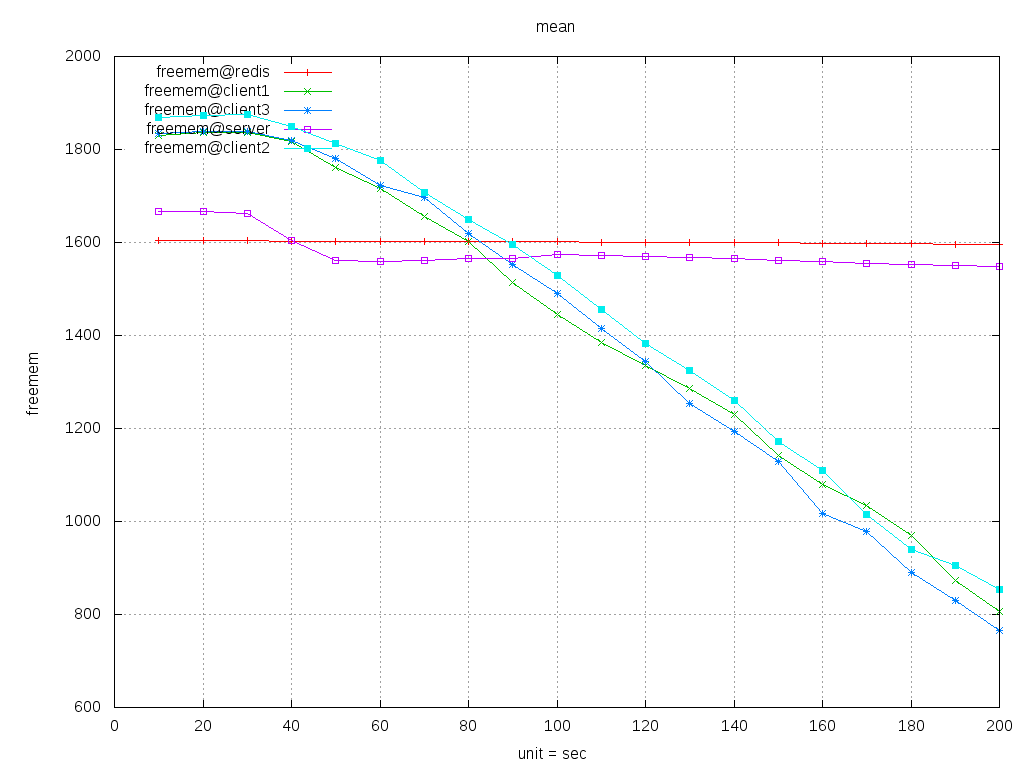 mean
2000
freemem@redis
freemem@client1
freemem@client3
freemem@server
freemem@client2
1800
1600
1400
1200
1000
800
600
freemem
0 20 40 60 80 100 120 140 160 180 200
unit = sec